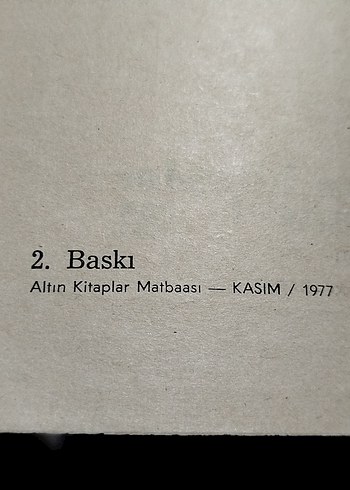 2. Baskı
Altın Kitaplar Matbaası — KASIM / 1977